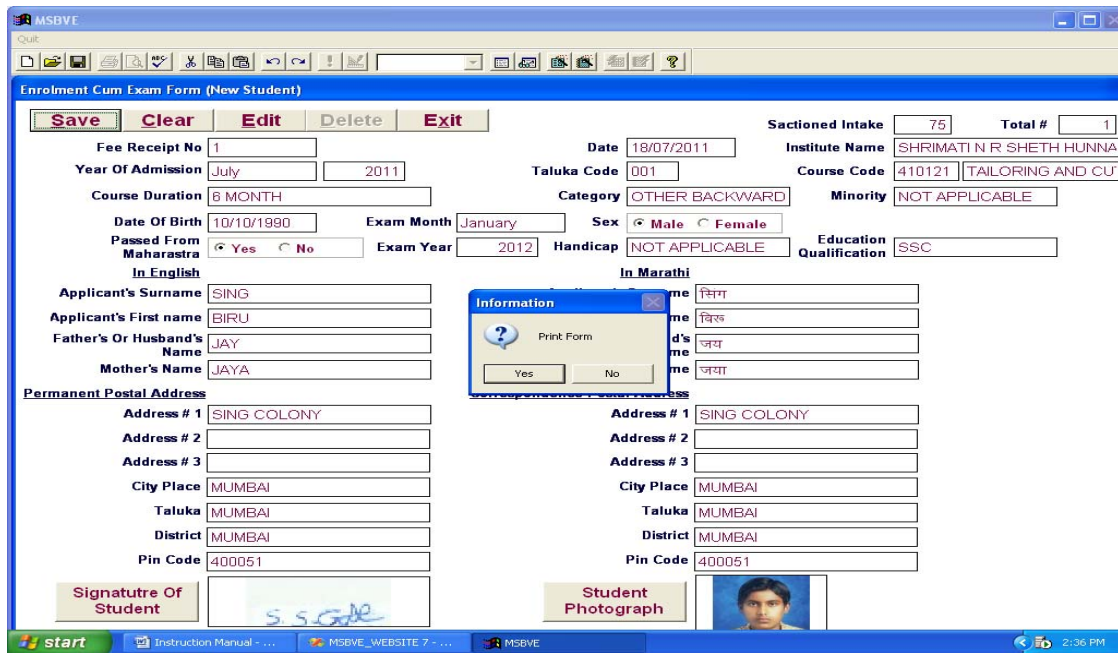 MSBVE
Quit
Enrolment Cum Exam Form (New Student)
Save Clear Edit Delete Exit
Sactioned Intake 75 Total # 1
Fee Receipt No 1 Date 18/07/2011 Institute Name SHRIMATI N R SHETH HUNNA
Year Of Admission July 2011 Taluka Code 001 Course Code 410121 TAILORING AND CU
Course Duration 6 MONTH Category OTHER BACKWARD Minority NOT APPLICABLE
Date Of Birth 10/10/1990 Exam Month January Sex Male Female
Passed From Maharastra Yes No Exam Year 2012 Handicap NOT APPLICABLE Education Qualification SSC
In English In Marathi
Applicant's Surname SING me सिग
Applicant's First name BIRU me विरू
Father's Or Husband's Name JAY d's me जय
Mother's Name JAYA me जया
Information
Print Form
Yes No
Permanent Postal Address Correspondence Postal Address
Address # 1 SING COLONY Address # 1 SING COLONY
Address # 2 Address # 2
Address # 3 Address # 3
City Place MUMBAI City Place MUMBAI
Taluka MUMBAI Taluka MUMBAI
District MUMBAI District MUMBAI
Pin Code 400051 Pin Code 400051
Signatutre Of Student Student Photograph
start Instruction Manual - ... MSBVE_WEBSITE 7 - ... MSBVE 2:36 PM